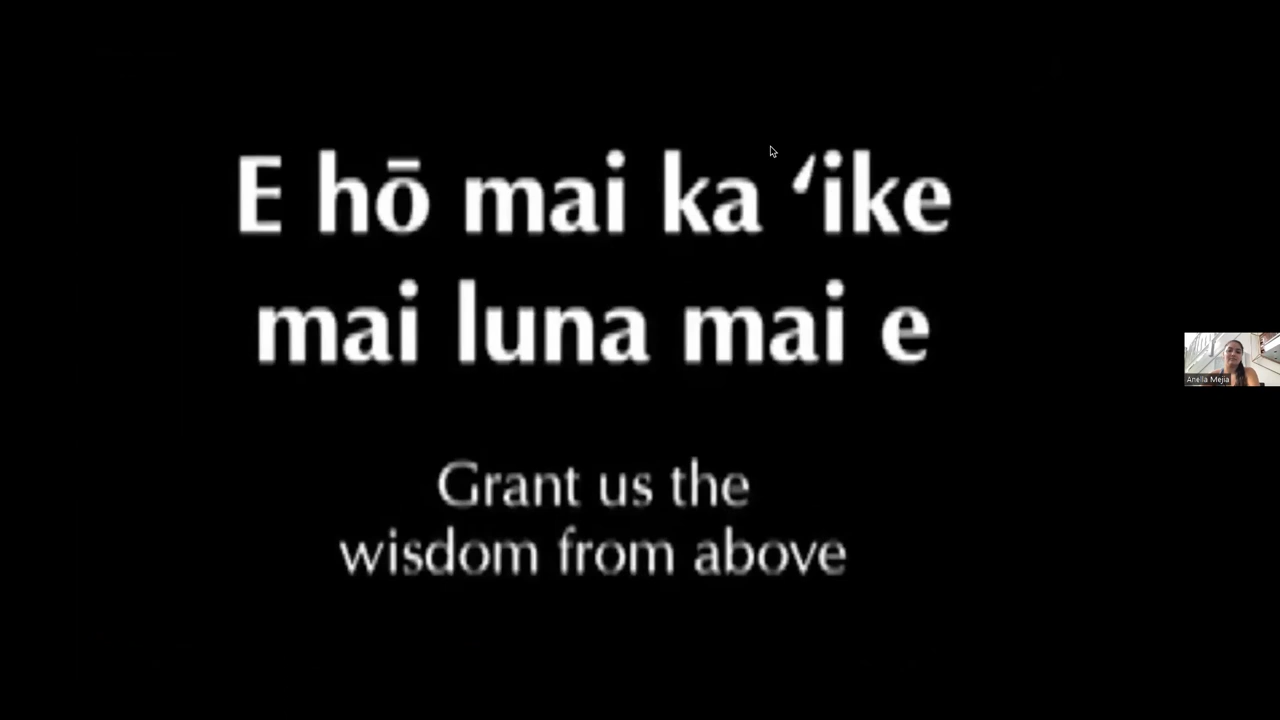 E hō mai ka ʻike
mai luna mai e
Grant us the
wisdom from above
Anella Mejia